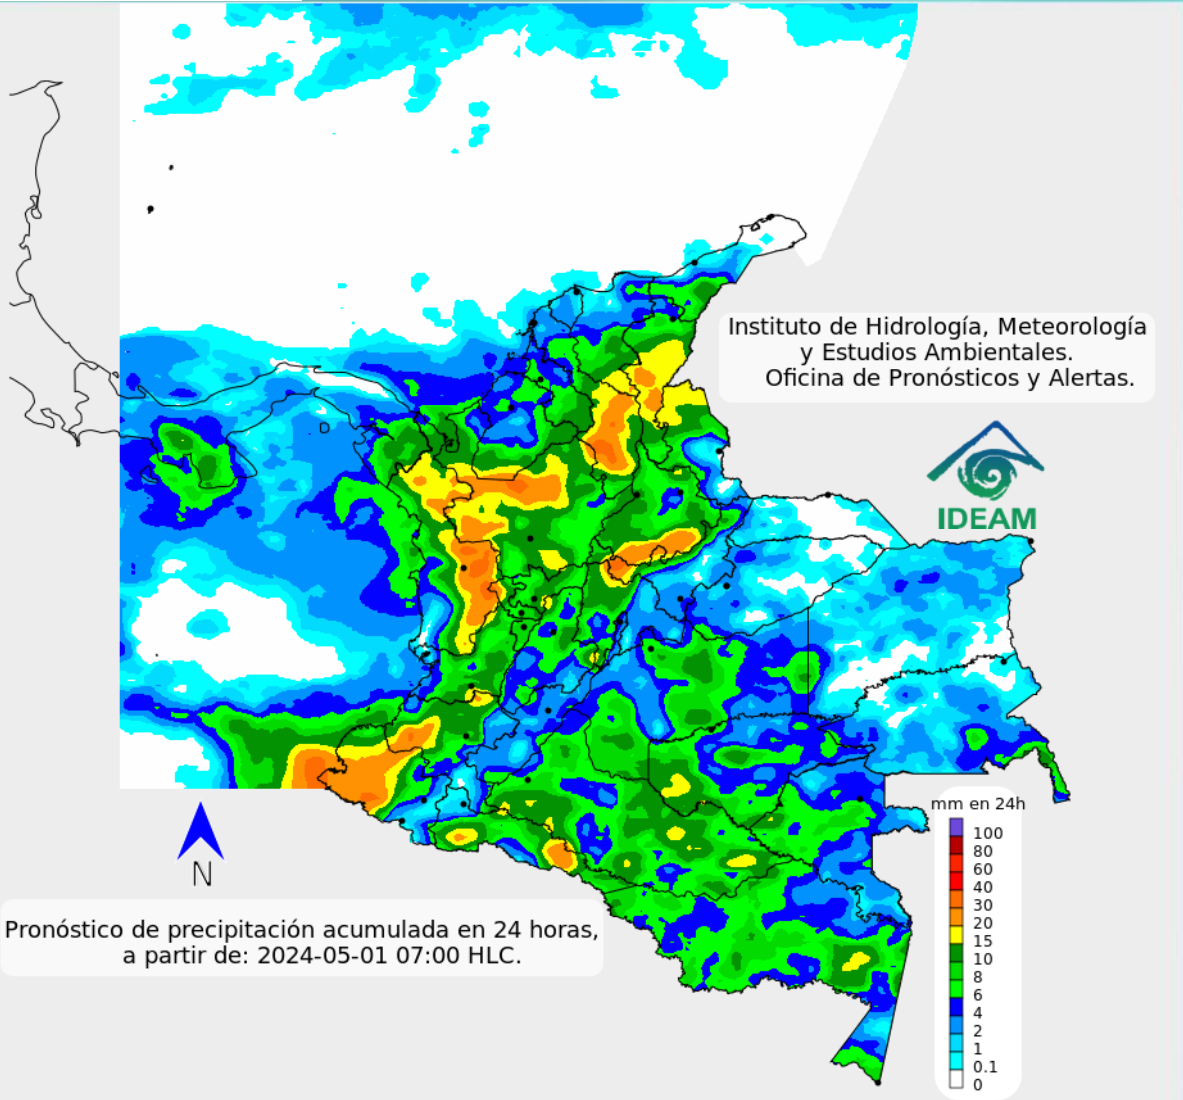 Instituto de Hidrología, Meteorología
y Estudios Ambientales.
Oficina de Pronósticos y Alertas.
IDEAM
N
Pronóstico de precipitación acumulada en 24 horas,
a partir de: 2024-05-01 07:00 HLC.
mm en 24h
100
80
60
40
30
20
15
10
8
6
4
2
1
0.1
0